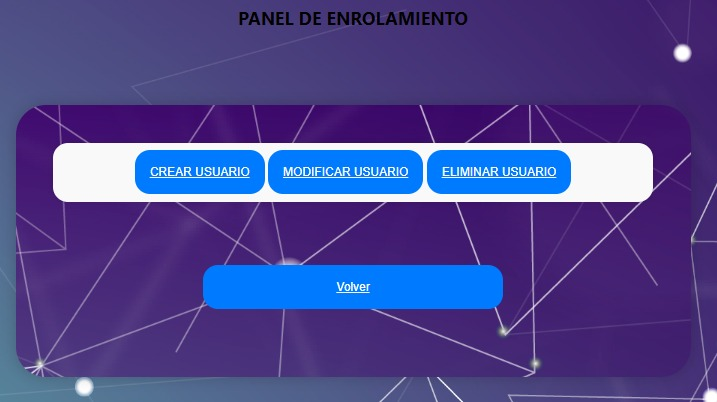 PANEL DE ENROLAMIENTO
CREAR USUARIO MODIFICAR USUARIO ELIMINAR USUARIO
Volver